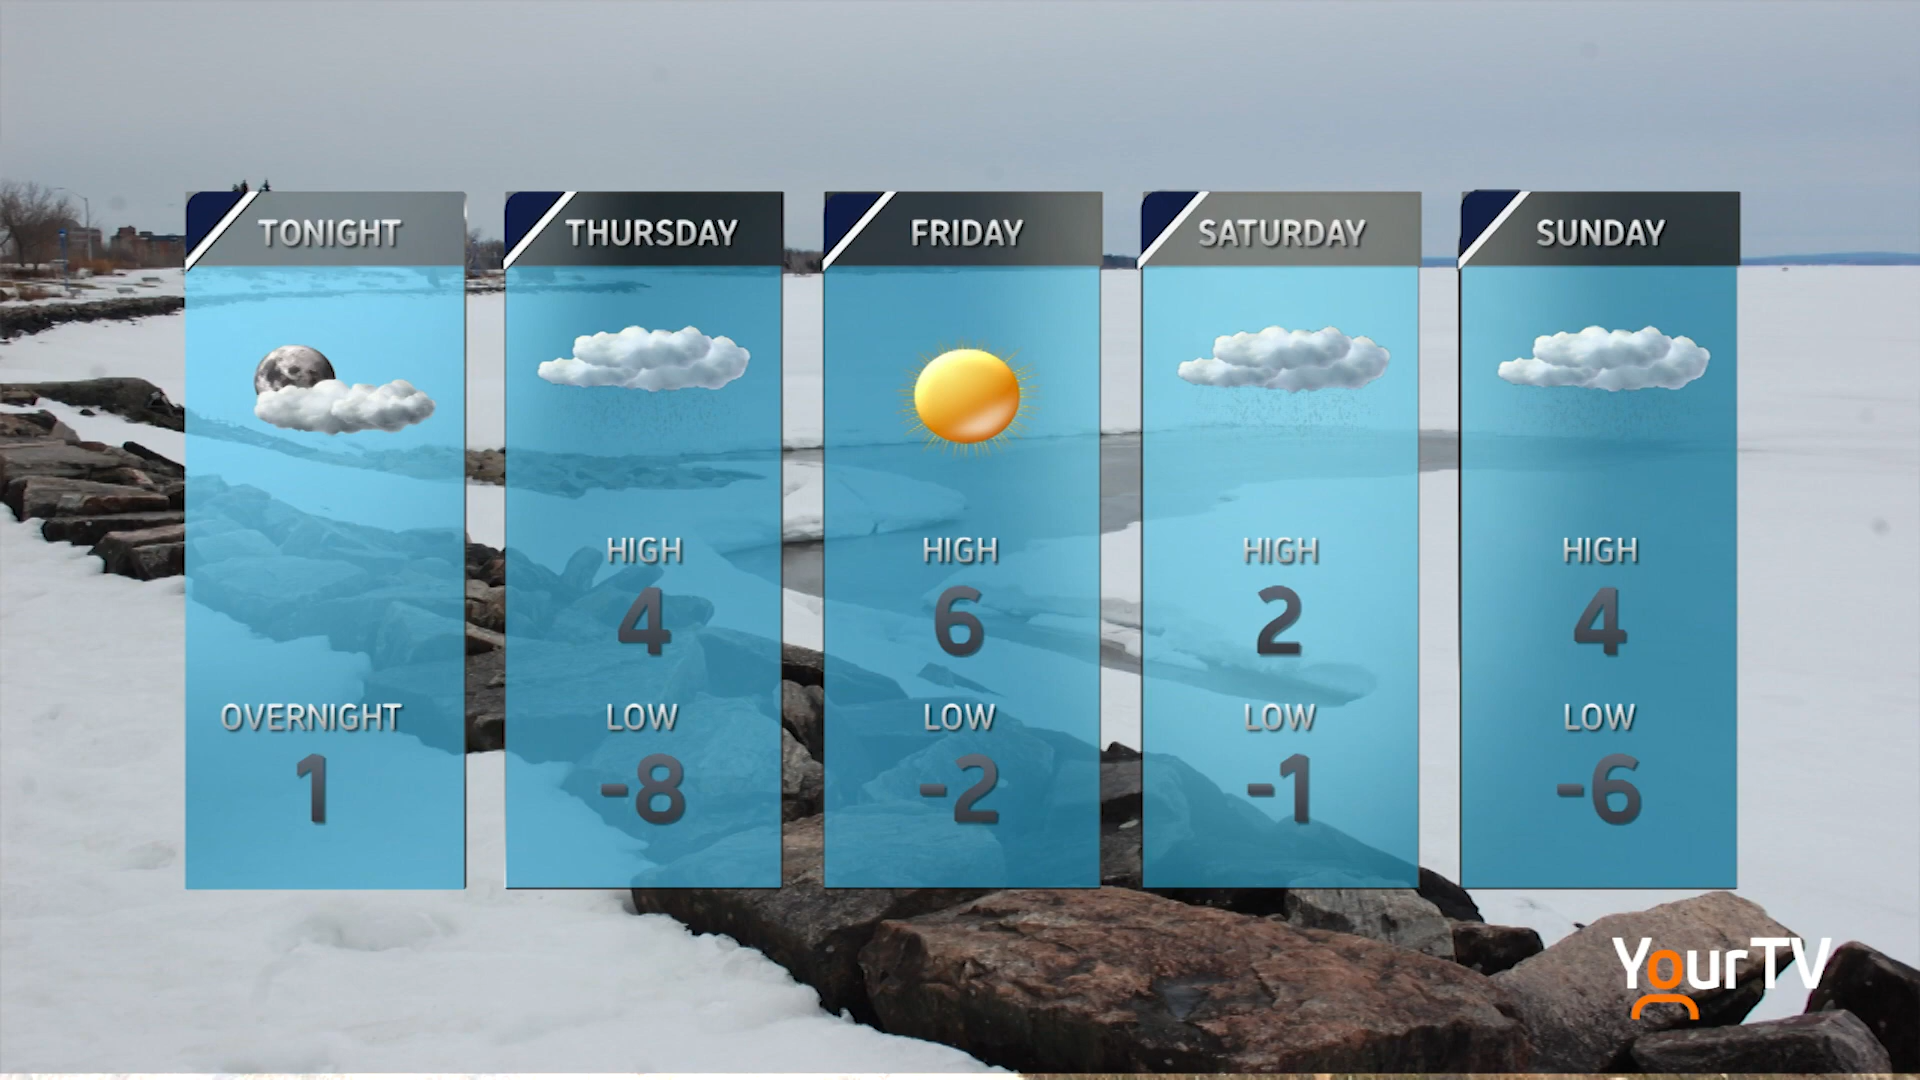 TONIGHT
OVERNIGHT
1
THURSDAY
HIGH
4
LOW
-8
FRIDAY
HIGH
6
LOW
-2
SATURDAY
HIGH
2
LOW
-1
SUNDAY
HIGH
4
LOW
-6
YourTV